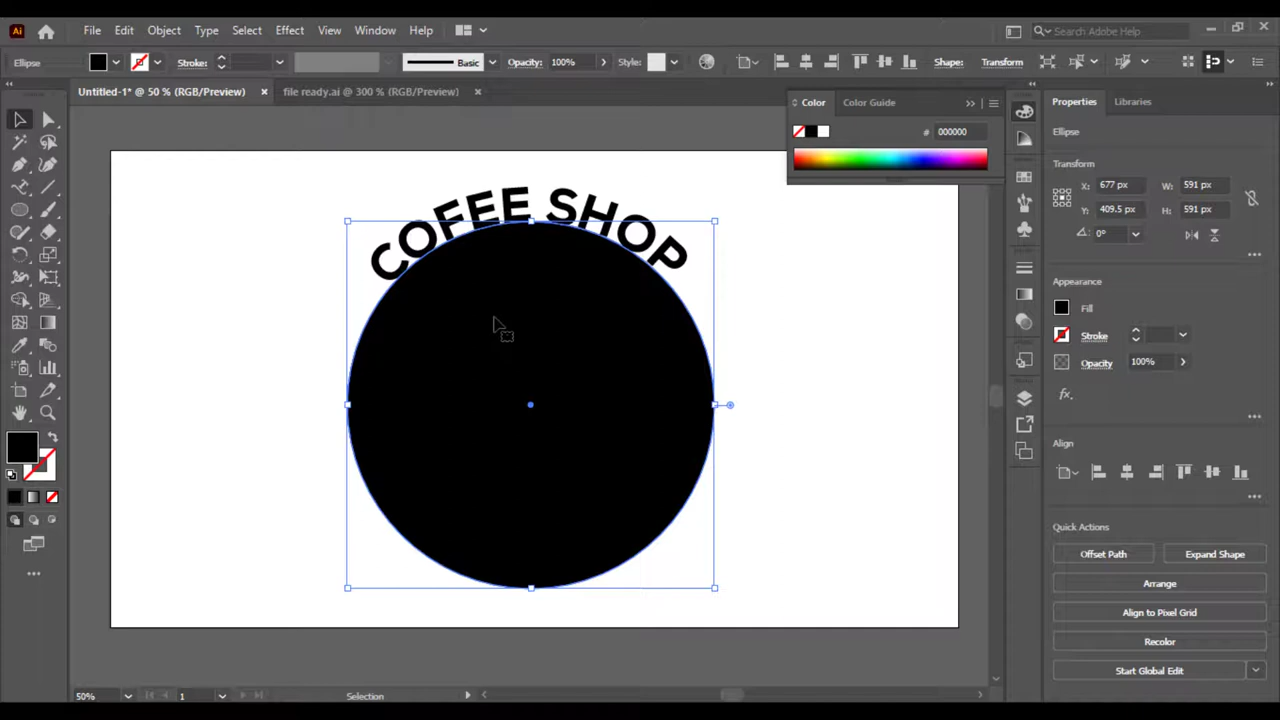 Ai File Edit Object Type Select Effect View Window Help Search Adobe Help
Ellipse Stroke: Basic Opacity: 100% Style: Shape: Transform
Untitled-1* @ 50 % (RGB/Preview) × file ready.ai @ 300 % (RGB/Preview) ×
Color Color Guide
# 000000
Properties Libraries
Ellipse
Transform
X: 677 px W: 591 px
Y: 409.5 px H: 591 px
0°
Appearance
Fill
Stroke
Opacity 100%
fx.
Align
Quick Actions
Offset Path Expand Shape
Arrange
Align to Pixel Grid
Recolor
Start Global Edit
COFEE SHOP
50% 1 Selection